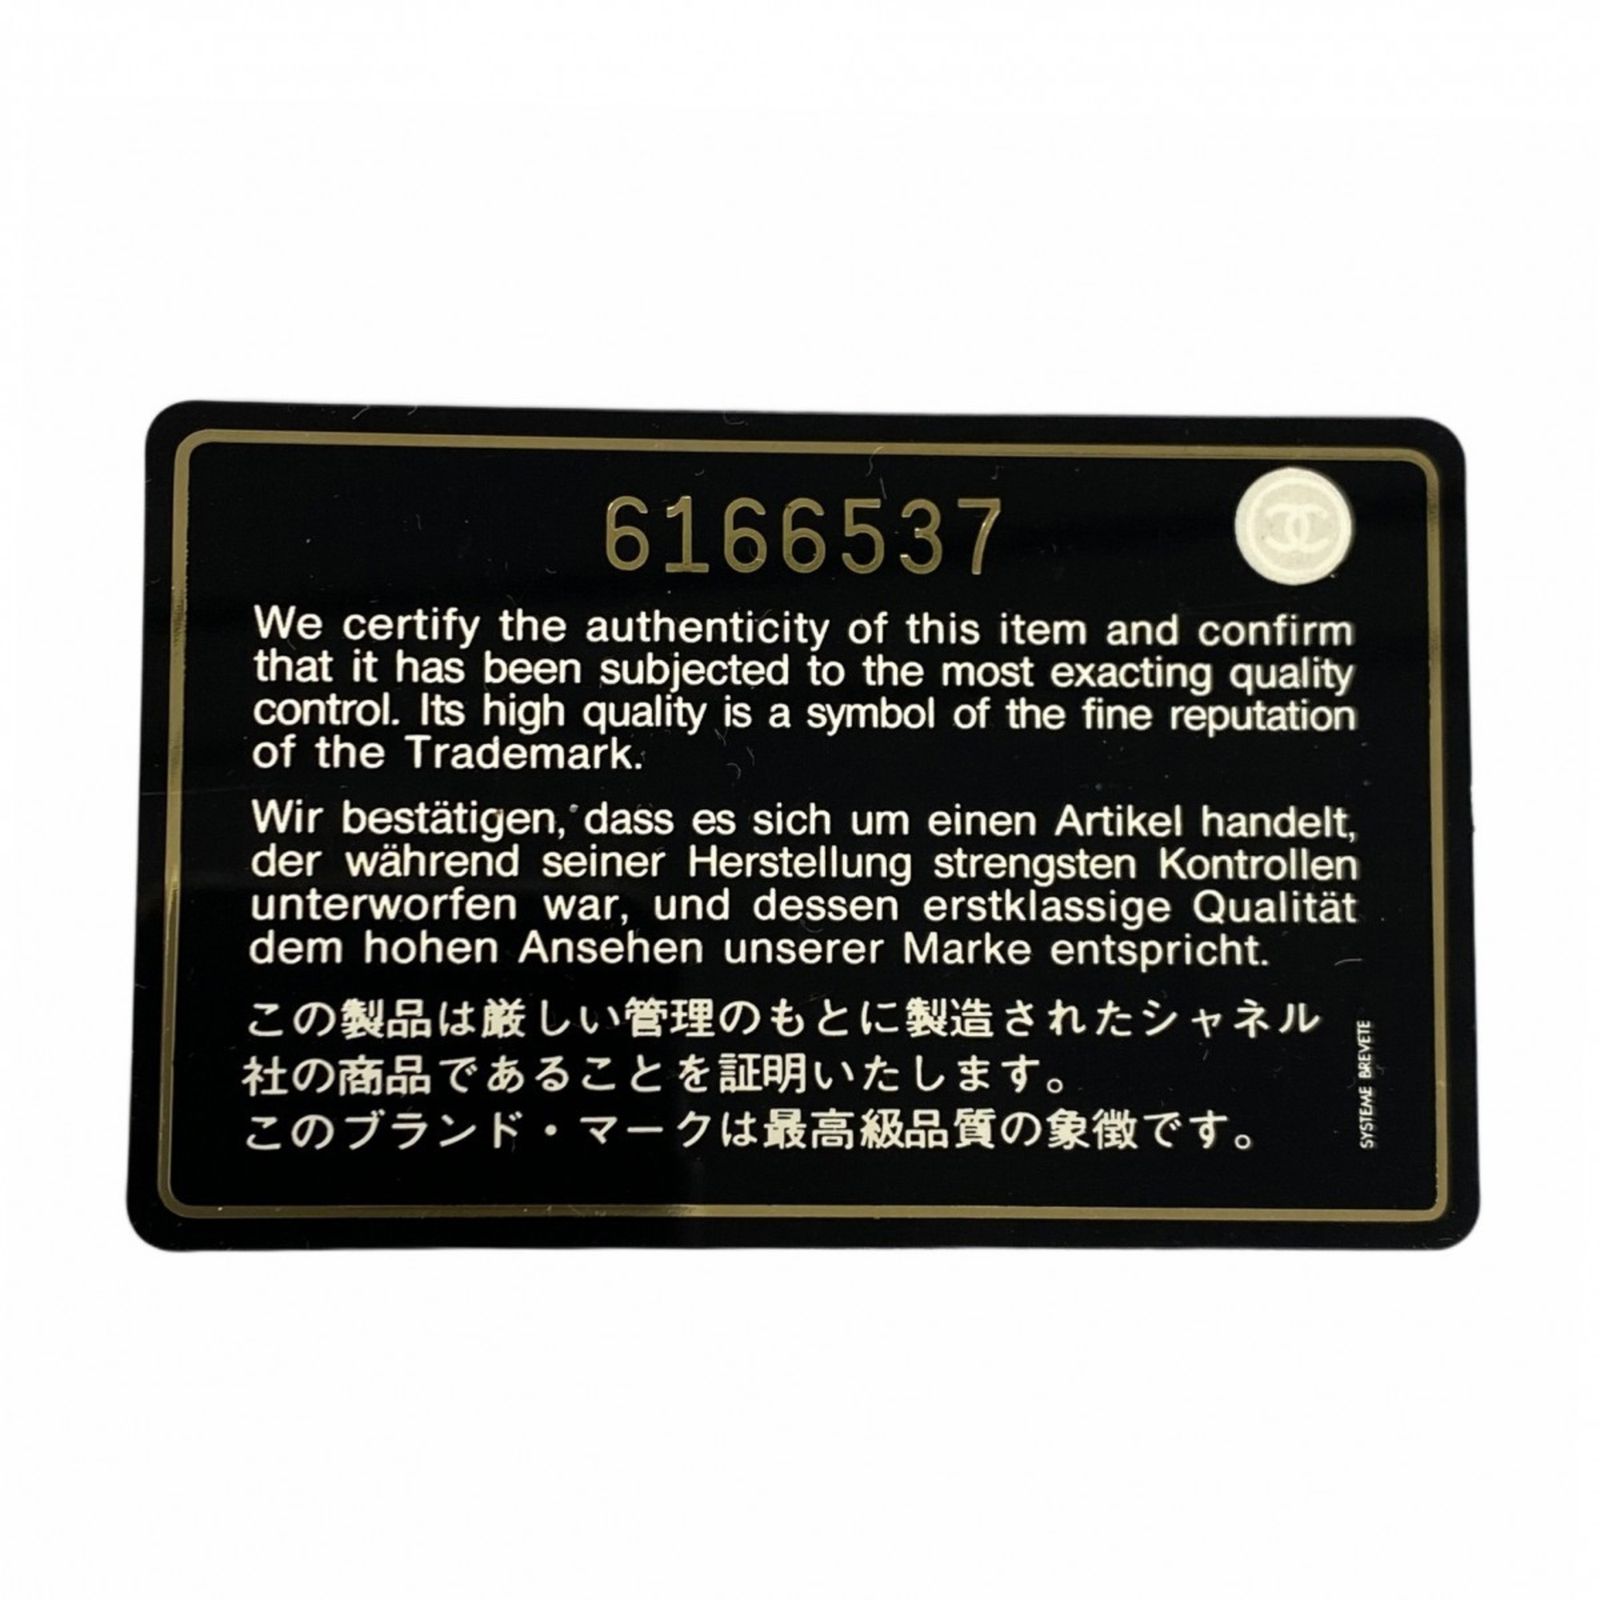 6166537
We certify the authenticity of this item and confirm
that it has been subjected to the most exacting quality
control. Its high quality is a symbol of the fine reputation
of the Trademark.
Wir bestätigen, dass es sich um einen Artikel handelt,
der während seiner Herstellung strengsten Kontrollen
unterworfen war, und dessen erstklassige Qualität
dem hohen Ansehen unserer Marke entspricht.
この製品は厳しい管理のもとに製造されたシャネル
社の商品であることを証明いたします。
このブランド・マークは最高級品質の象徴です。
SYSTEME BREVETE